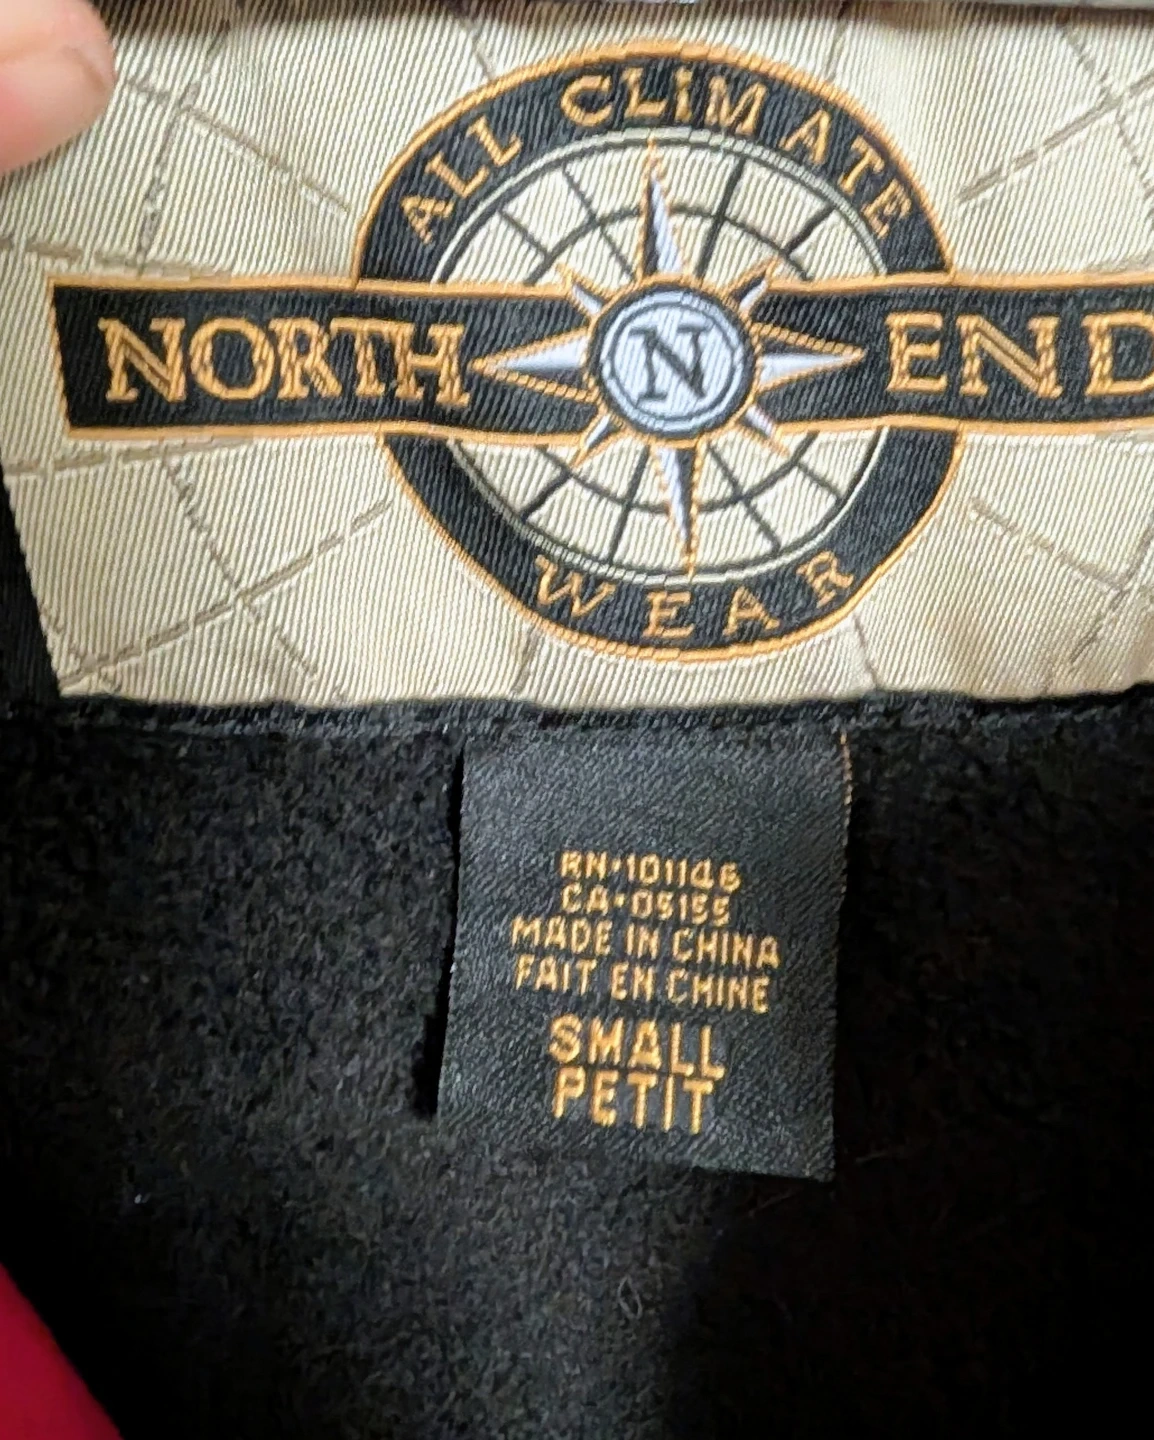 ALL CLIMATE
NORTH N END
WEAR
RN•101146
CA•05155
MADE IN CHINA
FAIT EN CHINE
SMALL
PETIT